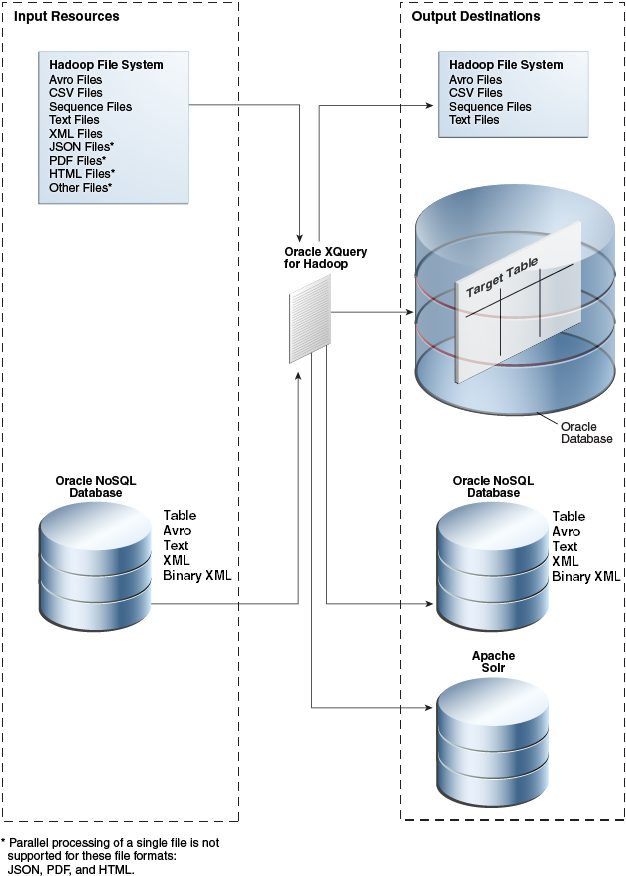 Input Resources
Hadoop File System
Avro Files
CSV Files
Sequence Files
Text Files
XML Files
JSON Files*
PDF Files*
HTML Files*
Other Files*
Oracle NoSQL
Database
Table
Avro
Text
XML
Binary XML
Oracle XQuery
for Hadoop
Output Destinations
Hadoop File System
Avro Files
CSV Files
Sequence Files
Text Files
Target Table
Oracle
Database
Oracle NoSQL
Database
Table
Avro
Text
XML
Binary XML
Apache
Solr
* Parallel processing of a single file is not
supported for these file formats:
JSON, PDF, and HTML.